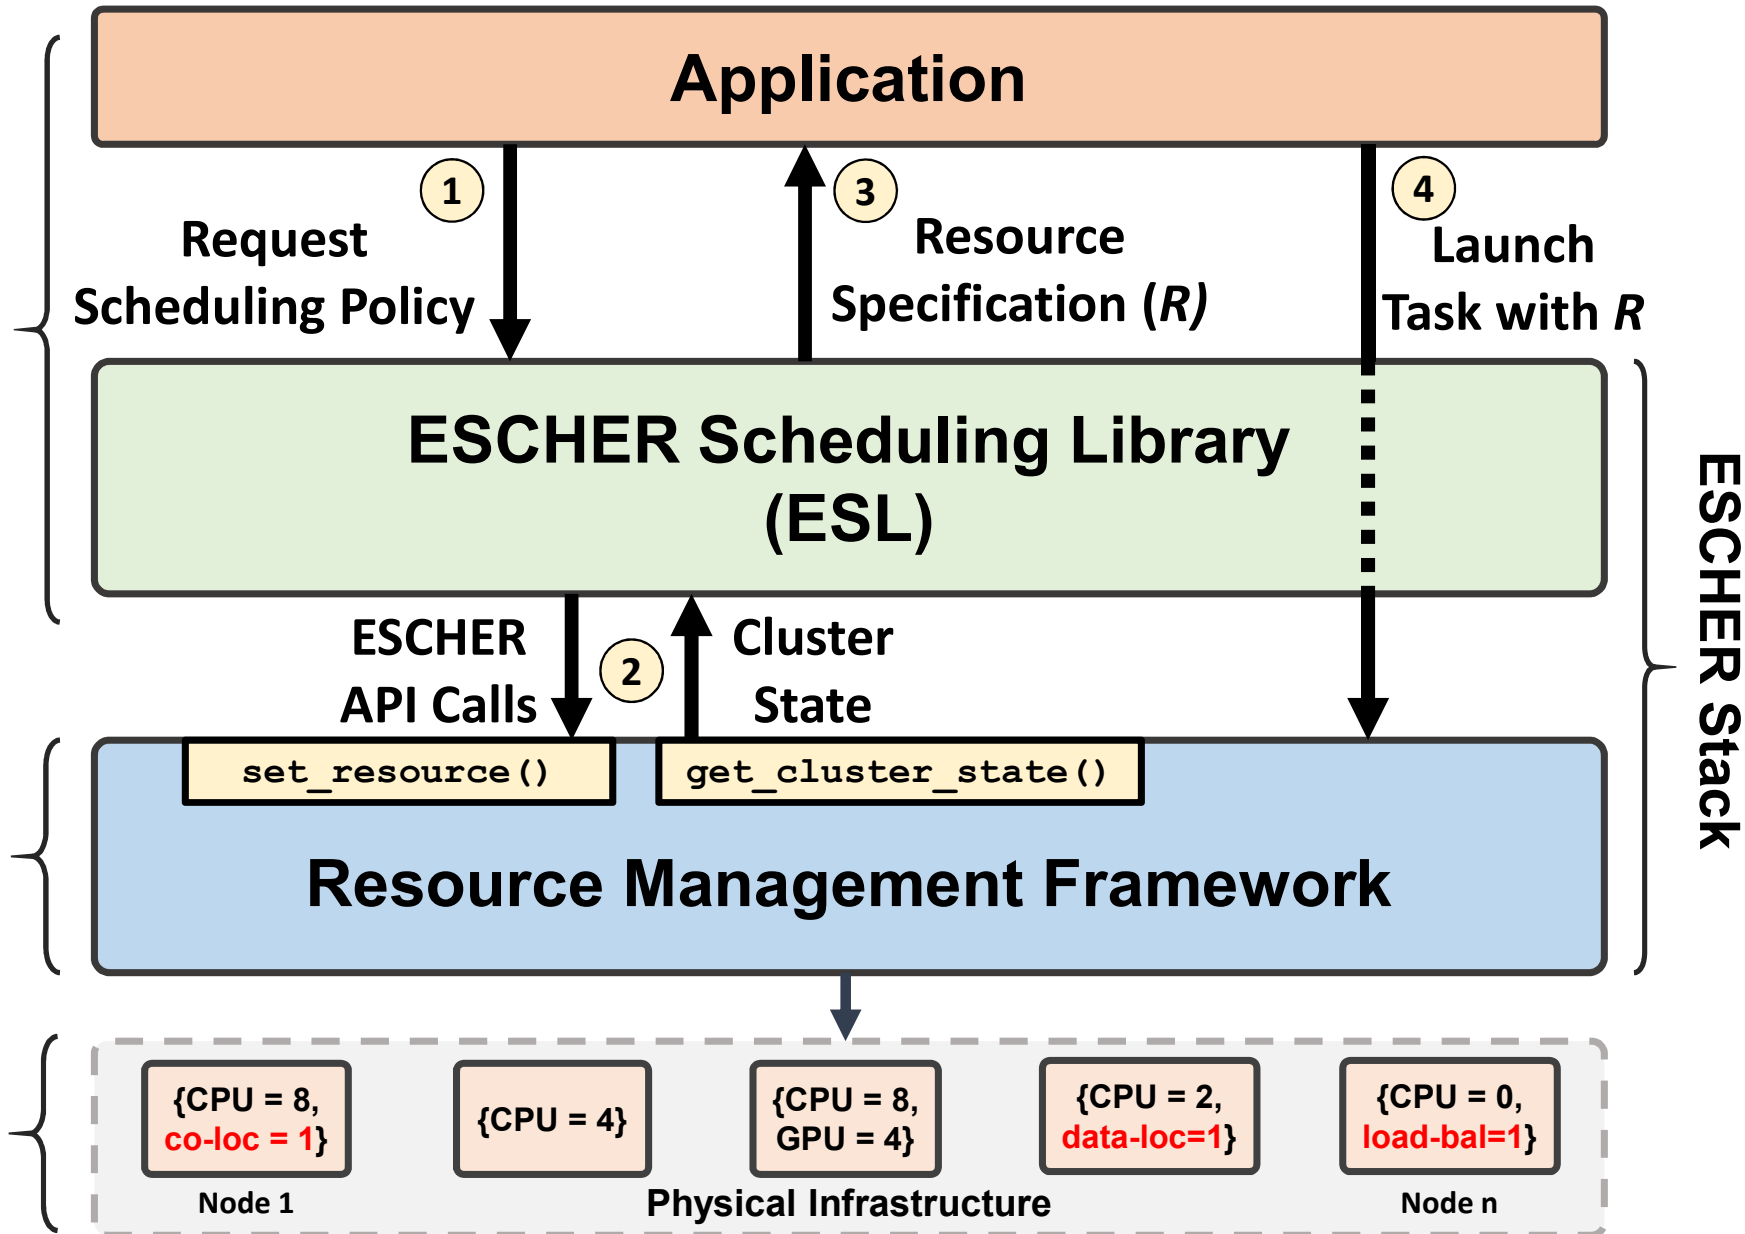 Application
1
3
4
Request
Scheduling Policy
Resource
Specification (R)
Launch
Task with R
ESCHER Scheduling Library
(ESL)
ESCHER Stack
ESCHER
API Calls
2
Cluster
State
set_resource()
get_cluster_state()
Resource Management Framework
{CPU = 8,
co-loc = 1}
{CPU = 4}
{CPU = 8,
GPU = 4}
{CPU = 2,
data-loc=1}
{CPU = 0,
load-bal=1}
Node 1
Physical Infrastructure
Node n